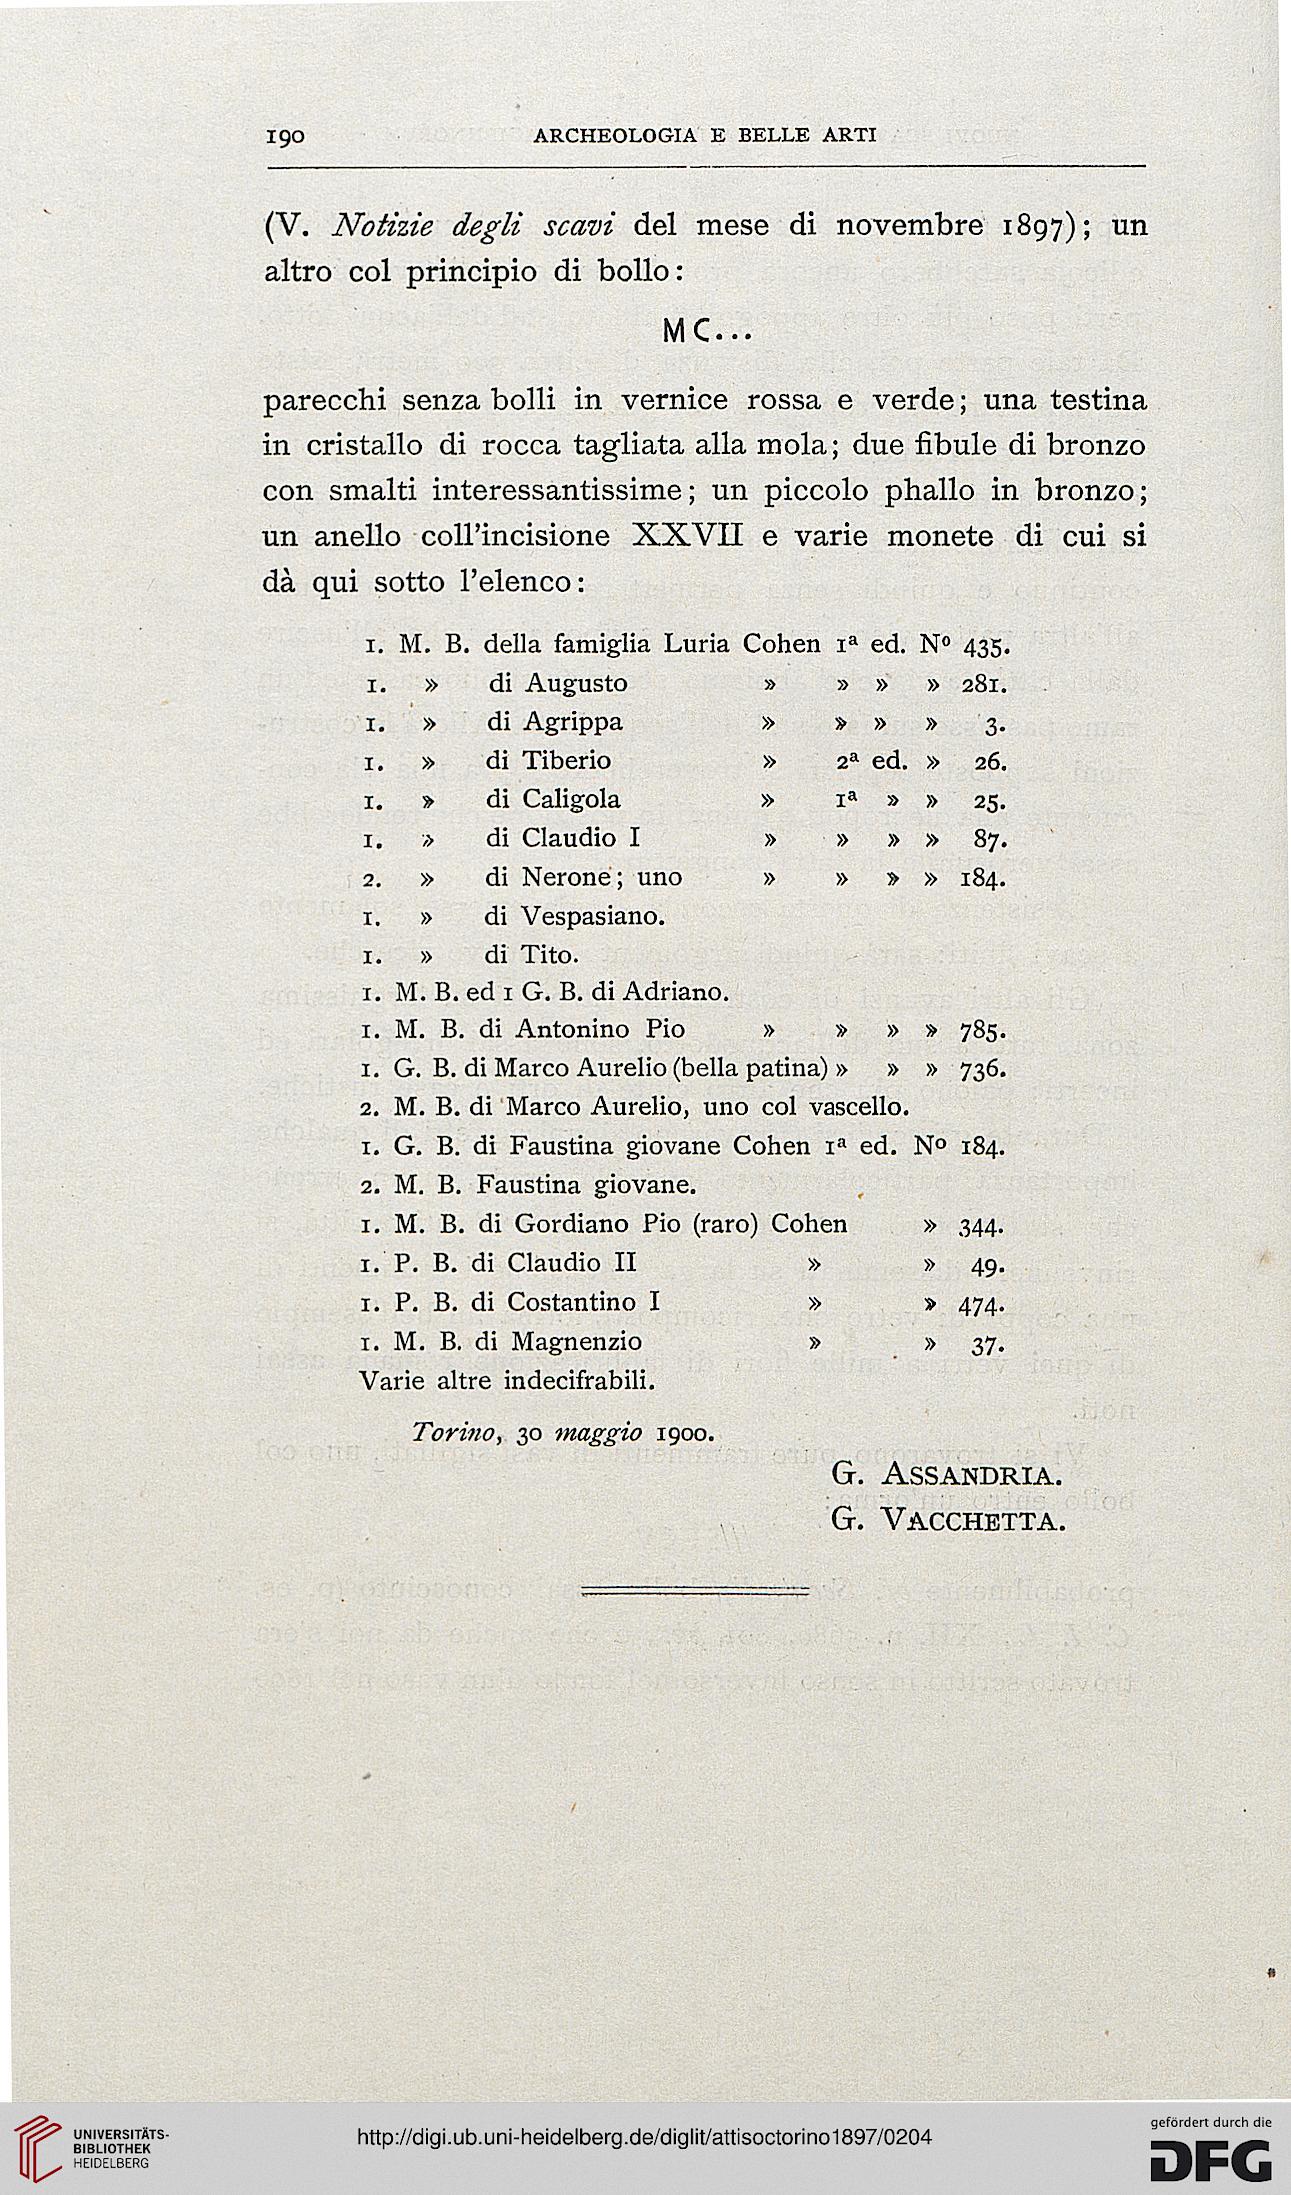 190 ARCHEOLOGIA E BELLE ARTI
(V. Notizie degli scavi del mese di novembre 1897); un
altro col principio di bollo:
MC...
parecchi senza bolli in vernice rossa e verde; una testina
in cristallo di rocca tagliata alla mola; due fibule di bronzo
con smalti interessantissime; un piccolo phallo in bronzo;
un anello coll'incisione XXVII e varie monete di cui si
dà qui sotto l'elenco:
1. M. B. della famiglia Luria Cohen 1ª ed. Nº 435.
1. » di Augusto » » » » 281.
1. » di Agrippa » » » » 3.
1. » di Tiberio » 2ª ed. » 26.
1. » di Caligola » 1ª » » 25.
1. » di Claudio I » » » » 87.
2. » di Nerone; uno » » » » 184.
1. » di Vespasiano.
1. » di Tito.
1. M. B. ed 1 G. B. di Adriano.
1. M. B. di Antonino Pio » » » » 785.
1. G. B. di Marco Aurelio (bella patina) » » » 736.
2. M. B. di Marco Aurelio, uno col vascello.
1. G. B. di Faustina giovane Cohen 1ª ed. Nº 184.
2. M. B. Faustina giovane.
1. M. B. di Gordiano Pio (raro) Cohen » 344.
1. P. B. di Claudio II » » 49.
1. P. B. di Costantino I » » 474.
1. M. B. di Magnenzio » » 37.
Varie altre indecifrabili.
Torino, 30 maggio 1900.
G. ASSANDRIA.
G. VACCHETTA.
UNIVERSITÄTS-
BIBLIOTHEK
HEIDELBERG
http://digi.ub.uni-heidelberg.de/diglit/attisoctorino1897/0204
gefördert durch die
DFG